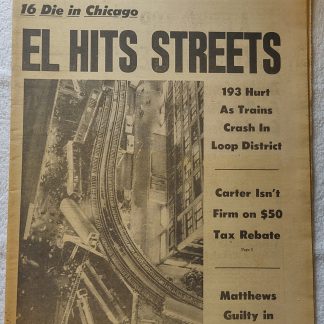 16 Die in Chicago
EL HITS STREETS
193 Hurt
As Trains
Crash In
Loop District
Carter Isn't
Firm on $50
Tax Rebate
Matthews
Guilty in